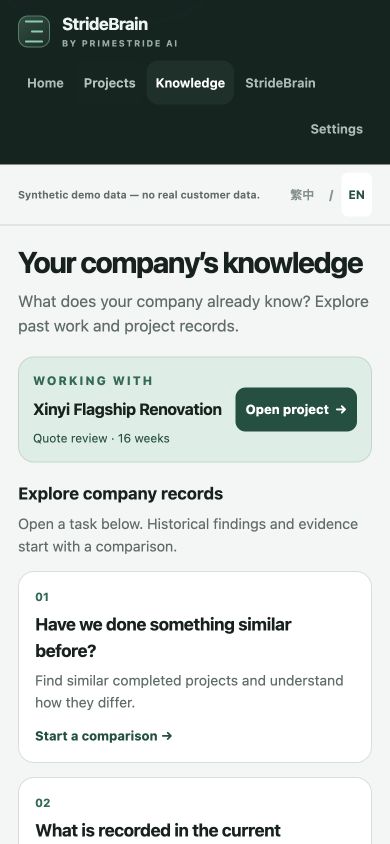 StrideBrain
BY PRIMESTRIDE AI
Home Projects Knowledge StrideBrain
Settings
Synthetic demo data — no real customer data. 繁中 / EN
Your company's knowledge
What does your company already know? Explore
past work and project records.
WORKING WITH
Xinyi Flagship Renovation
Quote review · 16 weeks
Open project →
Explore company records
Open a task below. Historical findings and evidence
start with a comparison.
01
Have we done something similar
before?
Find similar completed projects and understand
how they differ.
Start a comparison →
02
What is recorded in the current